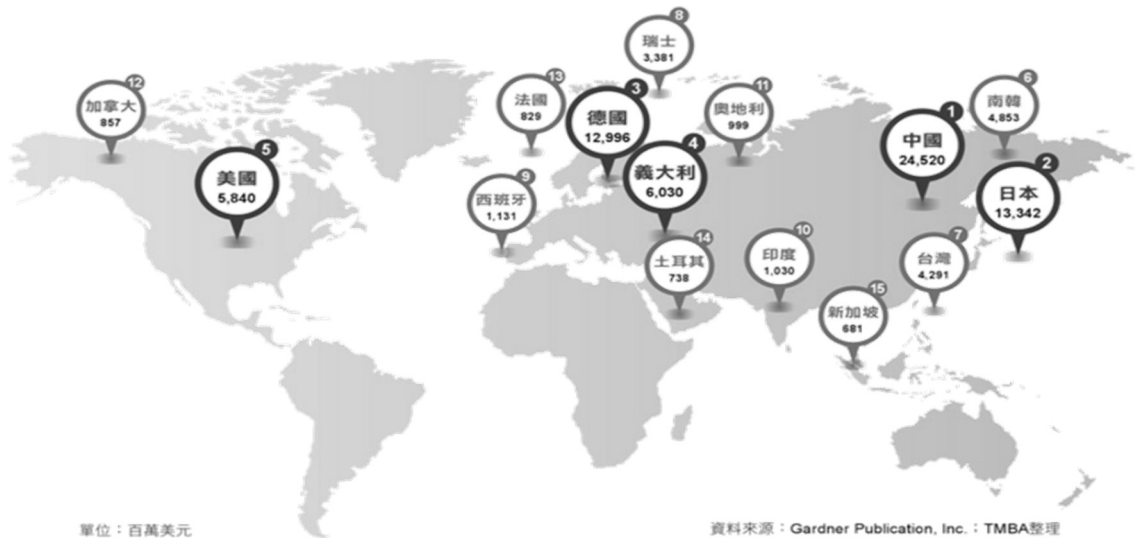 8
瑞士
3,381
12
加拿大
857
13
法國
829
3
德國
12,996
11
奧地利
999
6
南韓
4,853
1
中國
24,520
5
美國
5,840
4
義大利
6,030
2
日本
13,342
9
西班牙
1,131
14
土耳其
738
10
印度
1,030
7
台灣
4,291
15
新加坡
681
單位：百萬美元
資料來源：Gardner Publication, Inc.；TMBA整理